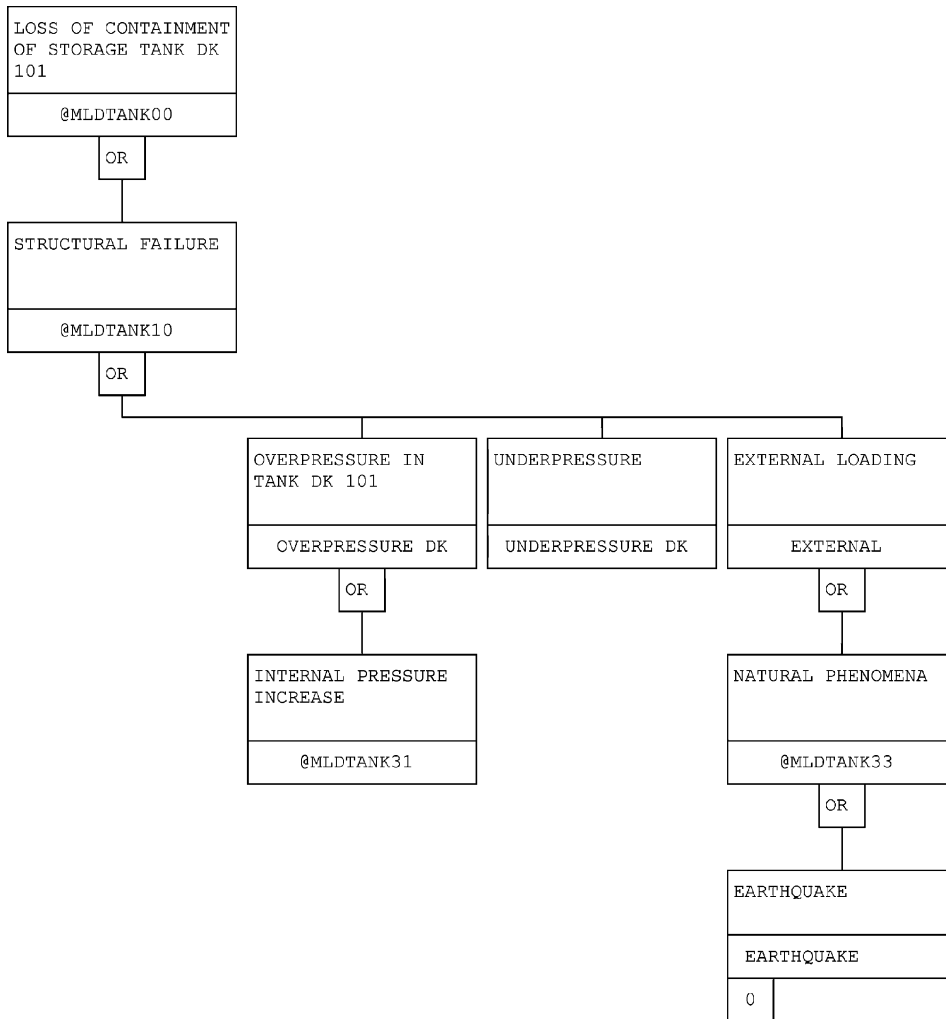 LOSS OF CONTAINMENT
OF STORAGE TANK DK
101
@MLDTANK00
OR
STRUCTURAL FAILURE
@MLDTANK10
OR
OVERPRESSURE IN
TANK DK 101
OVERPRESSURE DK
UNDERPRESSURE
UNDERPRESSURE DK
EXTERNAL LOADING
EXTERNAL
OR
OR
INTERNAL PRESSURE
INCREASE
@MLDTANK31
NATURAL PHENOMENA
@MLDTANK33
OR
EARTHQUAKE
EARTHQUAKE
0